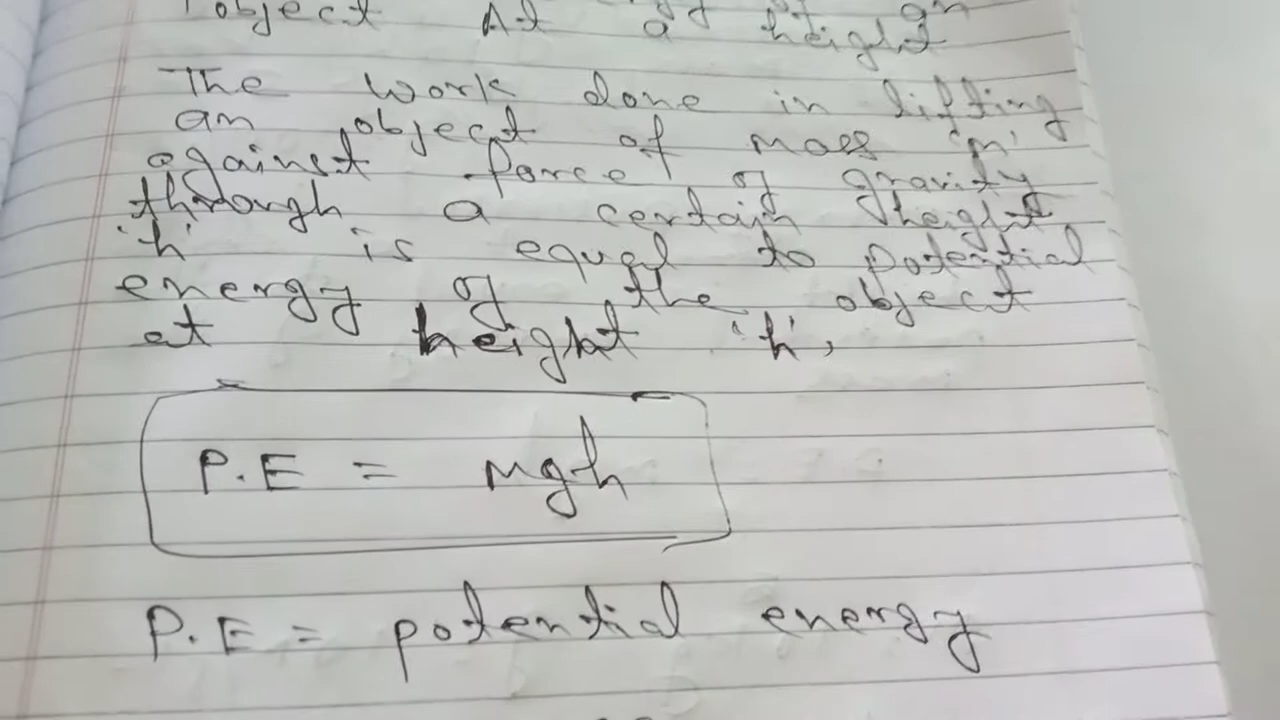 object At a height
The work done in lifting
an object of mass 'm'
against force of gravity
through a certain height
'h' is equal to potential
energy of the object
at height 'h',
P.E = mgh
P.E = potential energy